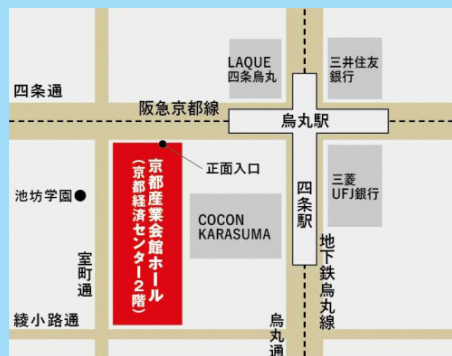 LAQUE
四条烏丸
三井住友
銀行
四条通
阪急京都線
烏丸駅
正面入口
京都産業会館ホール
（京都経済センター2階）
池坊学園
COCON
KARASUMA
四条駅
三菱
UFJ銀行
室町通
地下鉄烏丸線
綾小路通
烏丸通